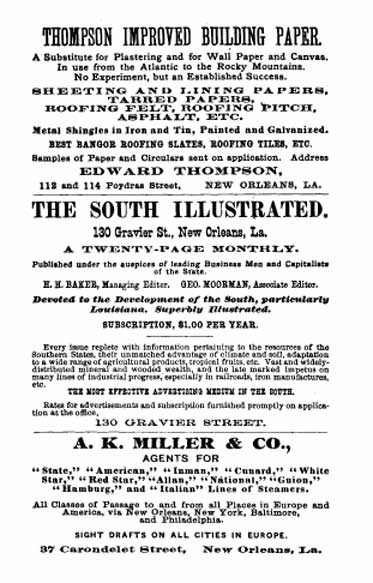 THOMPSON IMPROVED BUILDING PAPER.
A Substitute for Plastering and for Wall Paper and Canvas.
In use from the Atlantic to the Rocky Mountains.
No Experiment, but an Established Success.
SHEETING AND LINING PAPERS,
TARRED PAPERS,
ROOFING FELT, ROOFING PITCH,
ASPHALT, ETC.
Metal Shingles in Iron and Tin, Painted and Galvanized.
BEST BANGOR ROOFING SLATES, ROOFING TILES, ETC.
Samples of Paper and Circulars sent on application. Address
EDWARD THOMPSON,
112 and 114 Poydras Street, NEW ORLEANS, LA.
THE SOUTH ILLUSTRATED.
130 Gravier St., New Orleans, La.
A TWENTY-PAGE MONTHLY.
Published under the auspices of leading Business Men and Capitalists
of the State.
H. H. BAKER, Managing Editor. GEO. MOORMAN, Associate Editor.
Devoted to the Development of the South, particularly
Louisiana. Superbly Illustrated.
SUBSCRIPTION, $1.00 PER YEAR.
Every issue replete with information pertaining to the resources of the
Southern States, their unmatched advantage of climate and soil, adaptation
to a wide range of agricultural products, tropical fruits, etc. Vast and widely-
distributed mineral and wooded wealth, and the late marked impetus on
many lines of industrial progress, especially in railroads, iron manufactures,
etc.
THE MOST EFFECTIVE ADVERTISING MEDIUM IN THE SOUTH.
Rates for advertisements and subscription furnished promptly on applica-
tion at the office,
130 GRAVIER STREET.
A. K. MILLER & CO.,
AGENTS FOR
"State," "American," "Inman," "Cunard," "White
Star," "Red Star," "Allan," "National," "Guion,"
"Hamburg," and "Italian" Lines of Steamers.
All Classes of Passage to and from all Places in Europe and
America, via New Orleans, New York, Baltimore,
and Philadelphia.
SIGHT DRAFTS ON ALL CITIES IN EUROPE.
37 Carondelet Street, New Orleans, La.